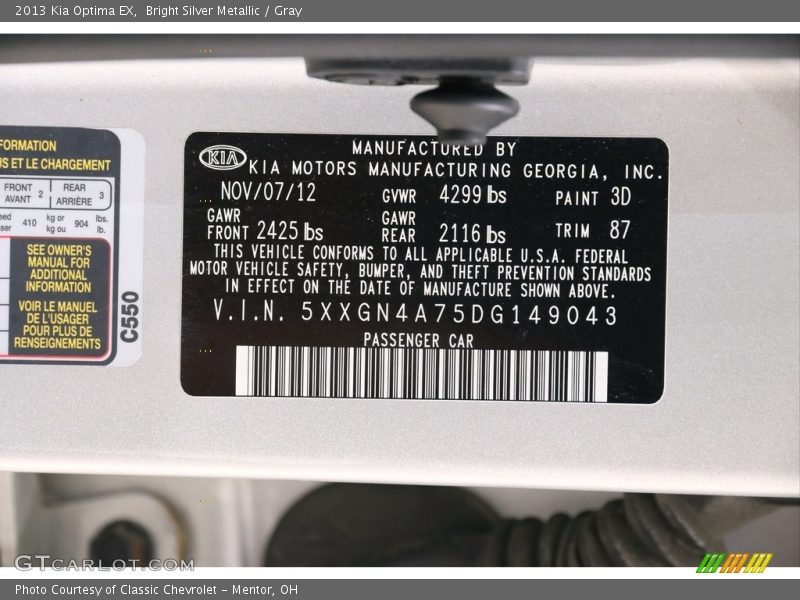 2013 Kia Optima EX, Bright Silver Metallic / Gray
FORMATION
US ET LE CHARGEMENT
FRONT AVANT 2 REAR ARRIÈRE 3
410 kg or kg ou 904 lbs. lb.
SEE OWNER'S
MANUAL FOR
ADDITIONAL
INFORMATION
VOIR LE MANUEL
DE L'USAGER
POUR PLUS DE
RENSEIGNEMENTS
C550
KIA
MANUFACTURED BY
KIA MOTORS MANUFACTURING GEORGIA, INC.
NOV/07/12 GVWR 4299 lbs PAINT 3D
GAWR FRONT 2425 lbs GAWR REAR 2116 lbs TRIM 87
THIS VEHICLE CONFORMS TO ALL APPLICABLE U.S.A. FEDERAL
MOTOR VEHICLE SAFETY, BUMPER, AND THEFT PREVENTION STANDARDS
IN EFFECT ON THE DATE OF MANUFACTURE SHOWN ABOVE.
V.I.N. 5XXGN4A75DG149043
PASSENGER CAR
GTCARLOT.COM
Photo Courtesy of Classic Chevrolet - Mentor, OH